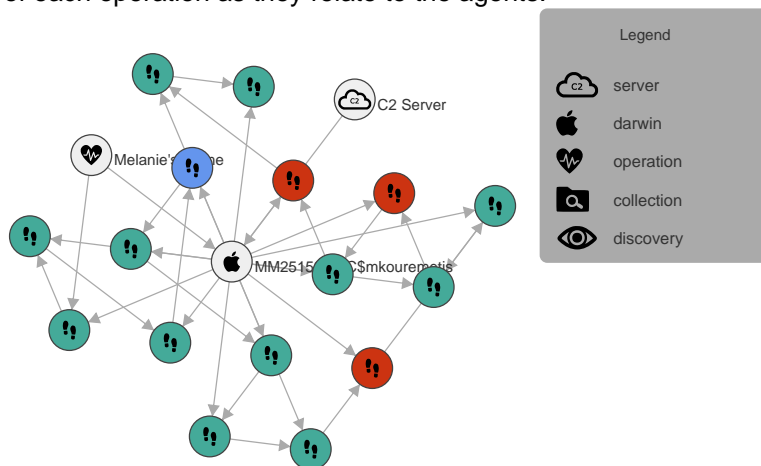 of each operation as they relate to the agents.
Legend
C2 server
darwin
operation
collection
discovery
C2 C2 Server
Melanie's
MM2515
C$mkouremetis